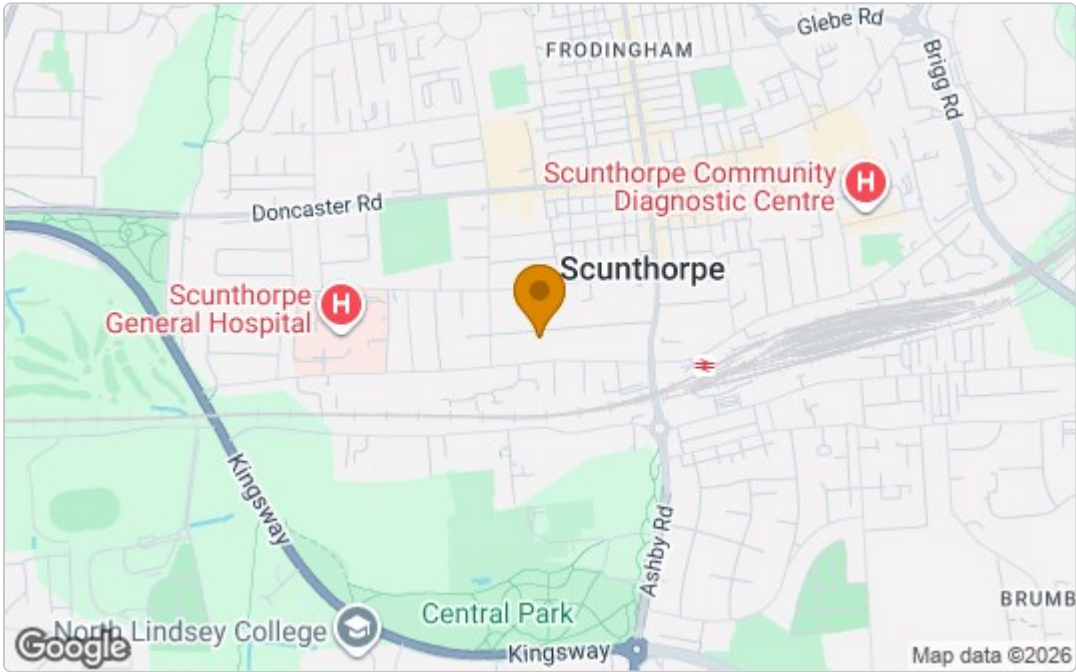 Glebe Rd
FRODINGHAM
Brigg Rd
Scunthorpe Community
Diagnostic Centre
H
Doncaster Rd
Scunthorpe
Scunthorpe
General Hospital
H
Kingsway
Ashby Rd
Central Park
BRUMB
North Lindsey College
Google
Kingsway
Map data ©2026